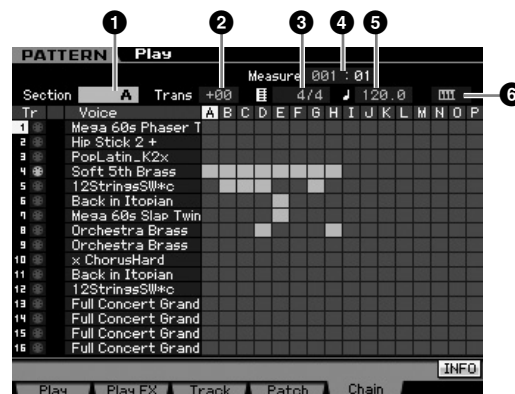 1 2 3 4 5
PATTERN Play
Measure 001 : 01
Section A Trans +00 4/4 120.0
6
Tr Voice A B C D E F G H I J K L M N O P
1 Mega 60s Phaser T
2 Hip Stick 2 +
3 PopLatin_K2x
4 Soft 5th Brass
5 12StringsSW*c
6 Back in Itopian
7 Mega 60s Slap Twin
8 Orchestra Brass
9 Orchestra Brass
10 x ChorusHard
11 Back in Itopian
12 12StringsSW*c
13 Full Concert Grand
14 Full Concert Grand
15 Full Concert Grand
16 Full Concert Grand
INFO
Play Play FX Track Patch Chain